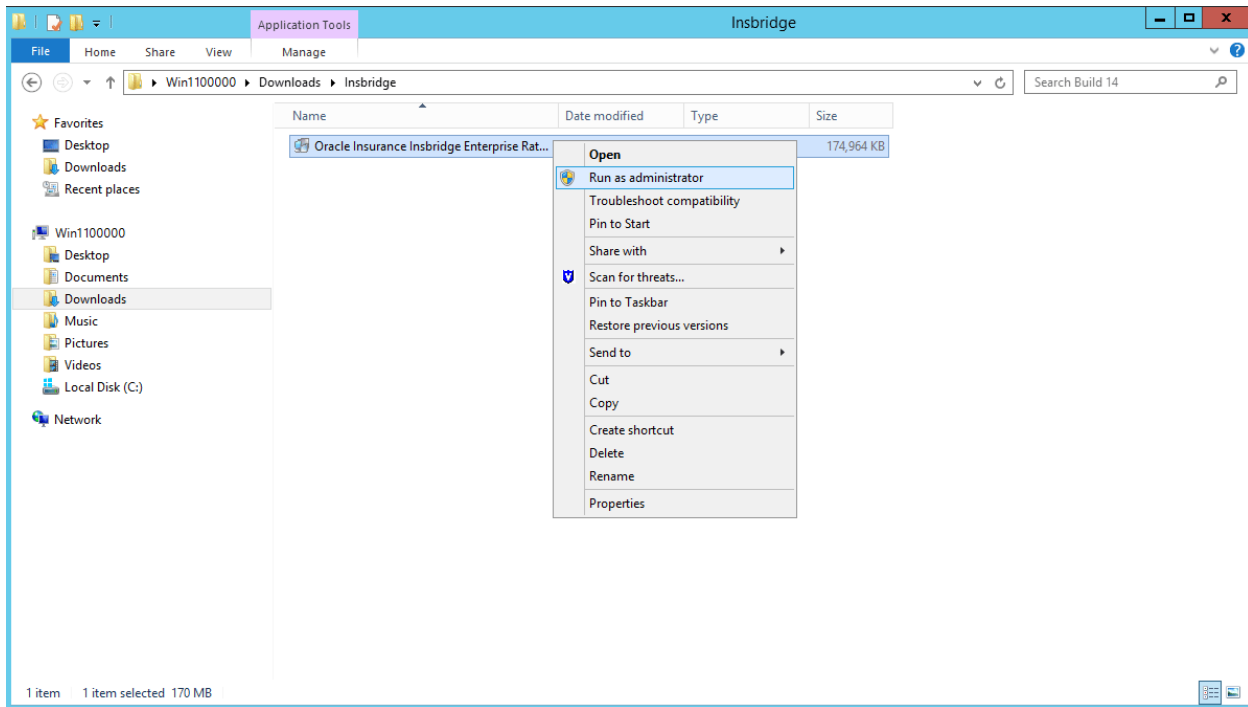 Application Tools
Insbridge
File Home Share View Manage
Win1100000 Downloads Insbridge
Search Build 14
Name Date modified Type Size
Favorites
Desktop
Downloads
Recent places
Win1100000
Desktop
Documents
Downloads
Music
Pictures
Videos
Local Disk (C:)
Network
Oracle Insurance Insbridge Enterprise Rat... 174,964 KB
Open
Run as administrator
Troubleshoot compatibility
Pin to Start
Share with
Scan for threats...
Pin to Taskbar
Restore previous versions
Send to
Cut
Copy
Create shortcut
Delete
Rename
Properties
1 item 1 item selected 170 MB